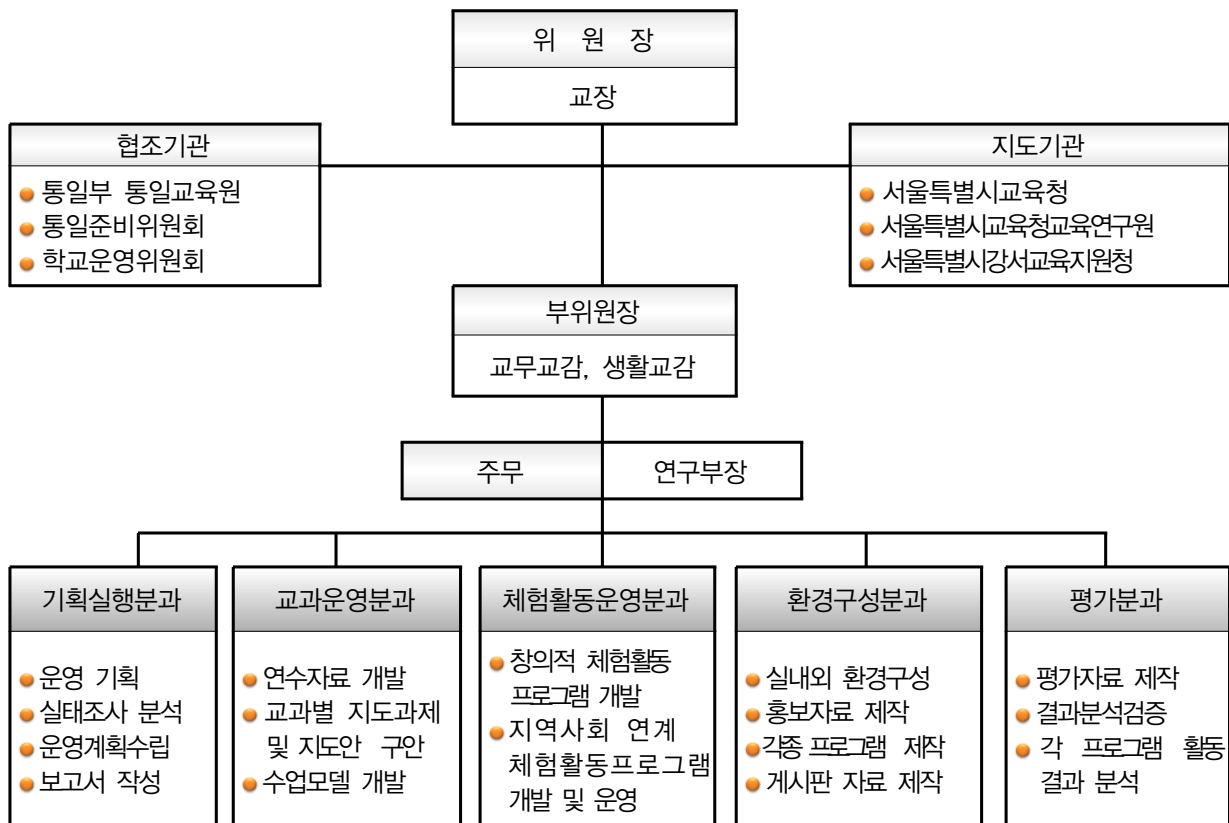 위 원 장
교장
협조기관
통일부 통일교육원
통일준비위원회
학교운영위원회
지도기관
서울특별시교육청
서울특별시교육청교육연구원
서울특별시강서교육지원청
부위원장
교무교감, 생활교감
주무
연구부장
기획실행분과
운영 기획
실태조사 분석
운영계획수립
보고서 작성
교과운영분과
연수자료 개발
교과별 지도과제
및 지도안 구안
수업모델 개발
체험활동운영분과
창의적 체험활동
프로그램 개발
지역사회 연계
체험활동프로그램
개발 및 운영
환경구성분과
실내외 환경구성
홍보자료 제작
각종 프로그램 제작
게시판 자료 제작
평가분과
평가자료 제작
결과분석검증
각 프로그램 활동
결과 분석